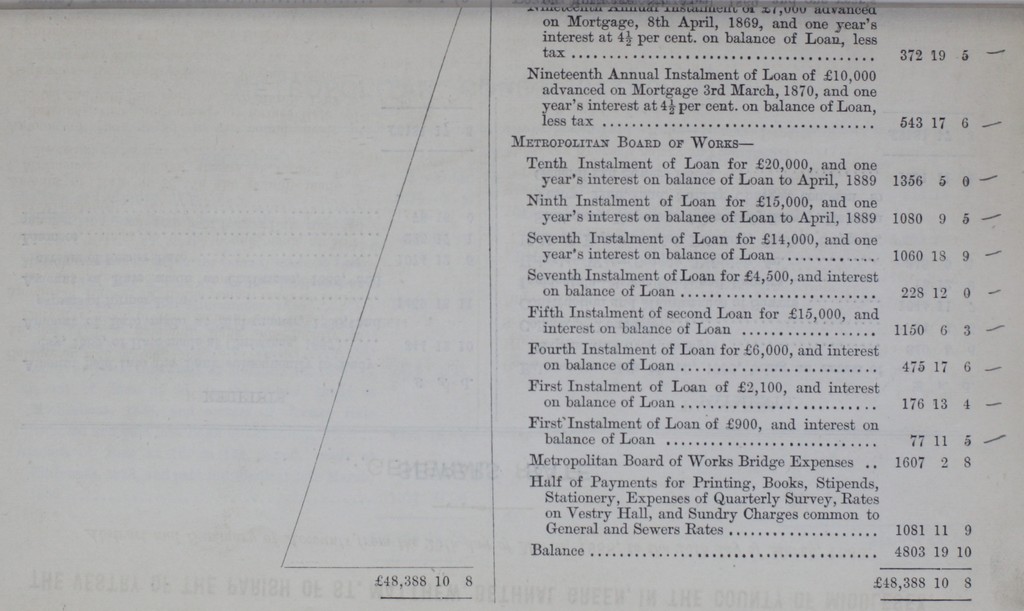 Nineteenth Annual Instalment of £7,000 advanced
on Mortgage, 8th April, 1869, and one year's
interest at 4½ per cent. on balance of Loan, less
tax ........................................ 372 19 5 —
Nineteenth Annual Instalment of Loan of £10,000
advanced on Mortgage 3rd March, 1870, and one
year's interest at 4½ per cent. on balance of Loan,
less tax .................................... 543 17 6 —
METROPOLITAN BOARD OF WORKS—
Tenth Instalment of Loan for £20,000, and one
year's interest on balance of Loan to April, 1889 1356 5 0 —
Ninth Instalment of Loan for £15,000, and one
year's interest on balance of Loan to April, 1889 1080 9 5 —
Seventh Instalment of Loan for £14,000, and one
year's interest on balance of Loan ............ 1060 18 9 —
Seventh Instalment of Loan for £4,500, and interest
on balance of Loan .......................... 228 12 0 —
Fifth Instalment of second Loan for £15,000, and
interest on balance of Loan .................. 1150 6 3 —
Fourth Instalment of Loan for £6,000, and interest
on balance of Loan .......................... 475 17 6 —
First Instalment of Loan of £2,100, and interest
on balance of Loan .......................... 176 13 4 —
First Instalment of Loan of £900, and interest on
balance of Loan ............................ 77 11 5 —
Metropolitan Board of Works Bridge Expenses .. 1607 2 8
Half of Payments for Printing, Books, Stipends,
Stationery, Expenses of Quarterly Survey, Rates
on Vestry Hall, and Sundry Charges common to
General and Sewers Rates .................... 1081 11 9
Balance ...................................... 4803 19 10
£48,388 10 8 £48,388 10 8